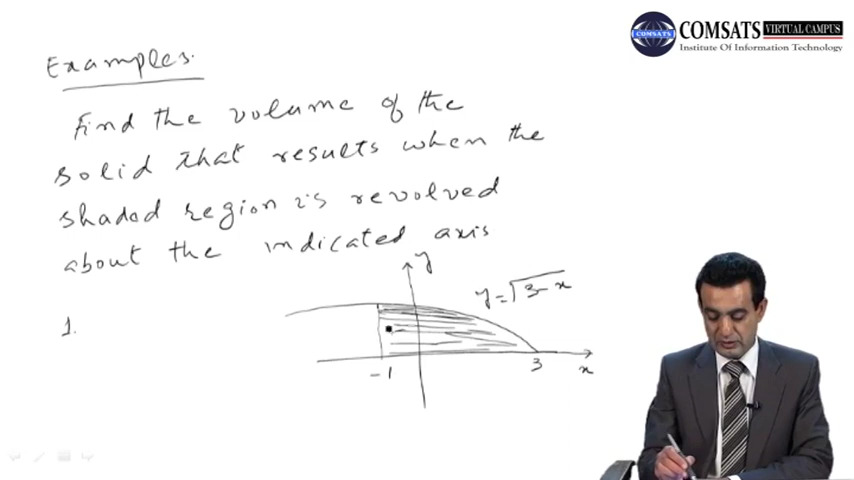 COMSATS
COMSATS VIRTUAL CAMPUS
Institute Of Information Technology
Examples.
Find the volume of the
solid that results when the
shaded region is revolved
about the indicated axis
1.
y
y=√3-x
-1
3
x